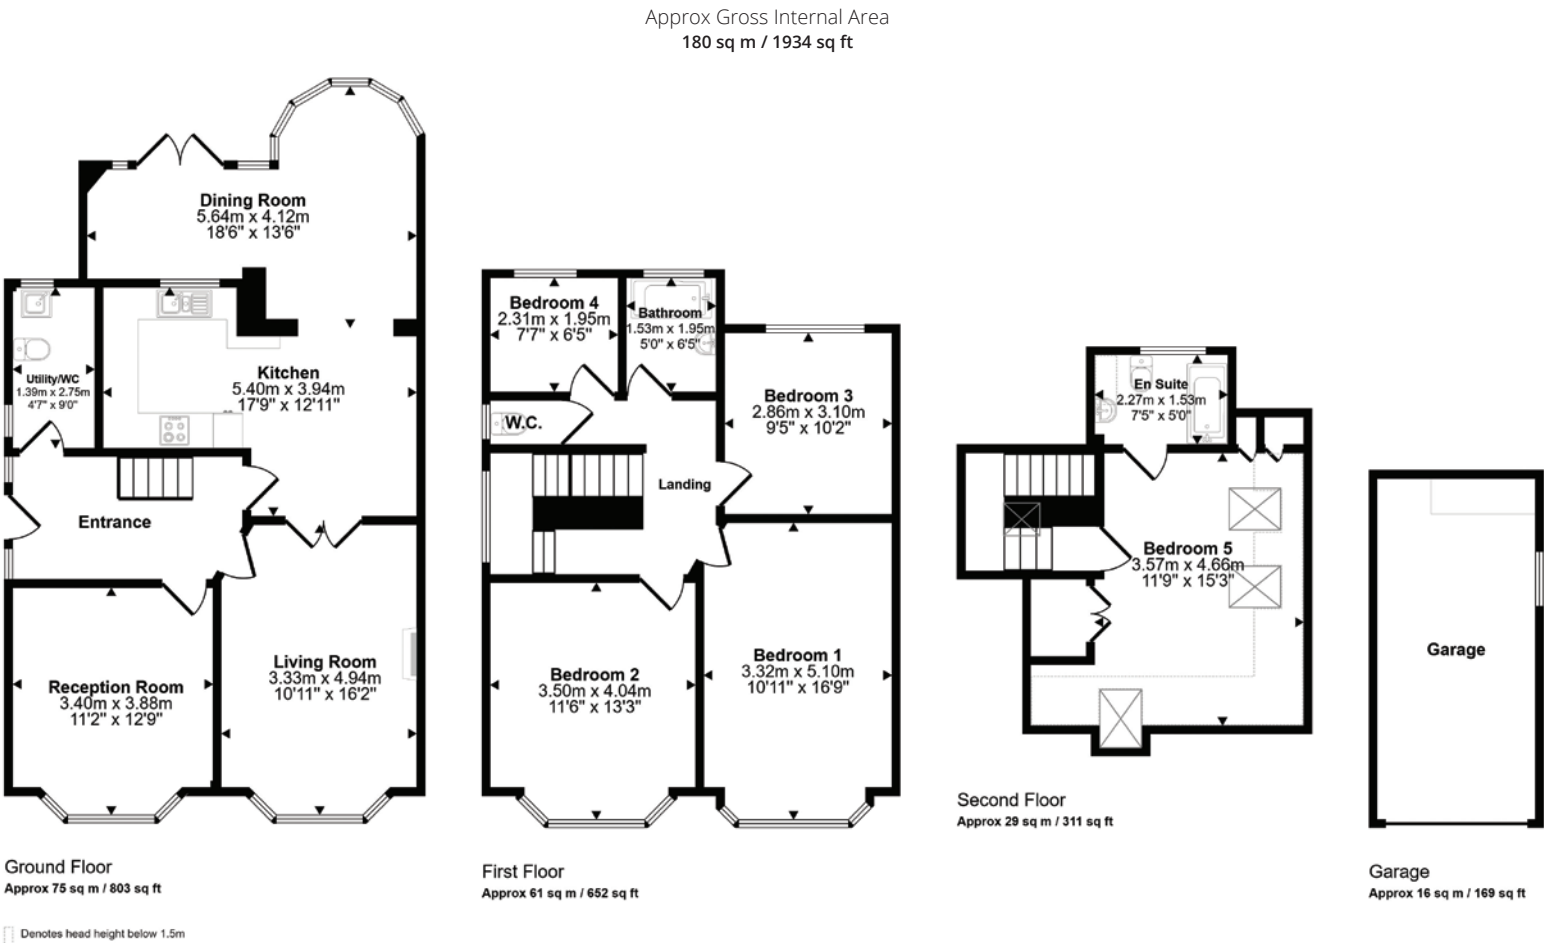 Approx Gross Internal Area
180 sq m / 1934 sq ft
Dining Room
5.64m x 4.12m
18'6" x 13'6"
Kitchen
5.40m x 3.94m
17'9" x 12'11"
Utility/WC
1.39m x 2.75m
4'7" x 9'0"
Entrance
Reception Room
3.40m x 3.88m
11'2" x 12'9"
Living Room
3.33m x 4.94m
10'11" x 16'2"
Ground Floor
Approx 75 sq m / 803 sq ft
Denotes head height below 1.5m
Bedroom 4
2.31m x 1.95m
7'7" x 6'5"
Bathroom
1.53m x 1.95m
5'0" x 6'5"
W.C.
Bedroom 3
2.86m x 3.10m
9'5" x 10'2"
Landing
Bedroom 2
3.50m x 4.04m
11'6" x 13'3"
Bedroom 1
3.32m x 5.10m
10'11" x 16'9"
First Floor
Approx 61 sq m / 652 sq ft
En Suite
2.27m x 1.53m
7'5" x 5'0"
Bedroom 5
3.57m x 4.66m
11'9" x 15'3"
Second Floor
Approx 29 sq m / 311 sq ft
Garage
Garage
Approx 16 sq m / 169 sq ft